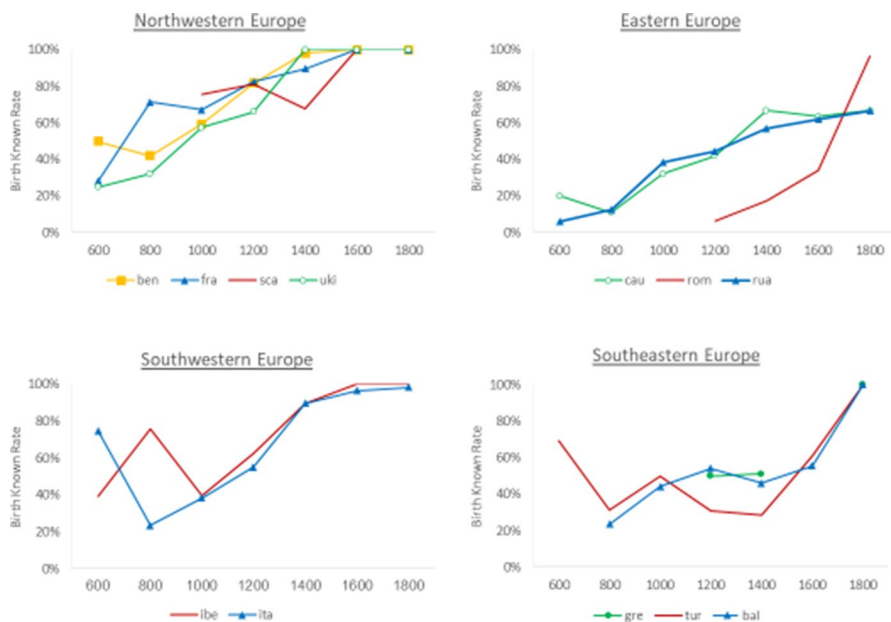 Northwestern Europe
Birth Known Rate
100%
80%
60%
40%
20%
0%
600 800 1000 1200 1400 1600 1800
ben fra sca uki
Eastern Europe
Birth Known Rate
100%
80%
60%
40%
20%
0%
600 800 1000 1200 1400 1600 1800
cau rom rua
Southwestern Europe
Birth Known Rate
100%
80%
60%
40%
20%
0%
600 800 1000 1200 1400 1600 1800
ibe ita
Southeastern Europe
Birth Known Rate
100%
80%
60%
40%
20%
0%
600 800 1000 1200 1400 1600 1800
gre tur bal